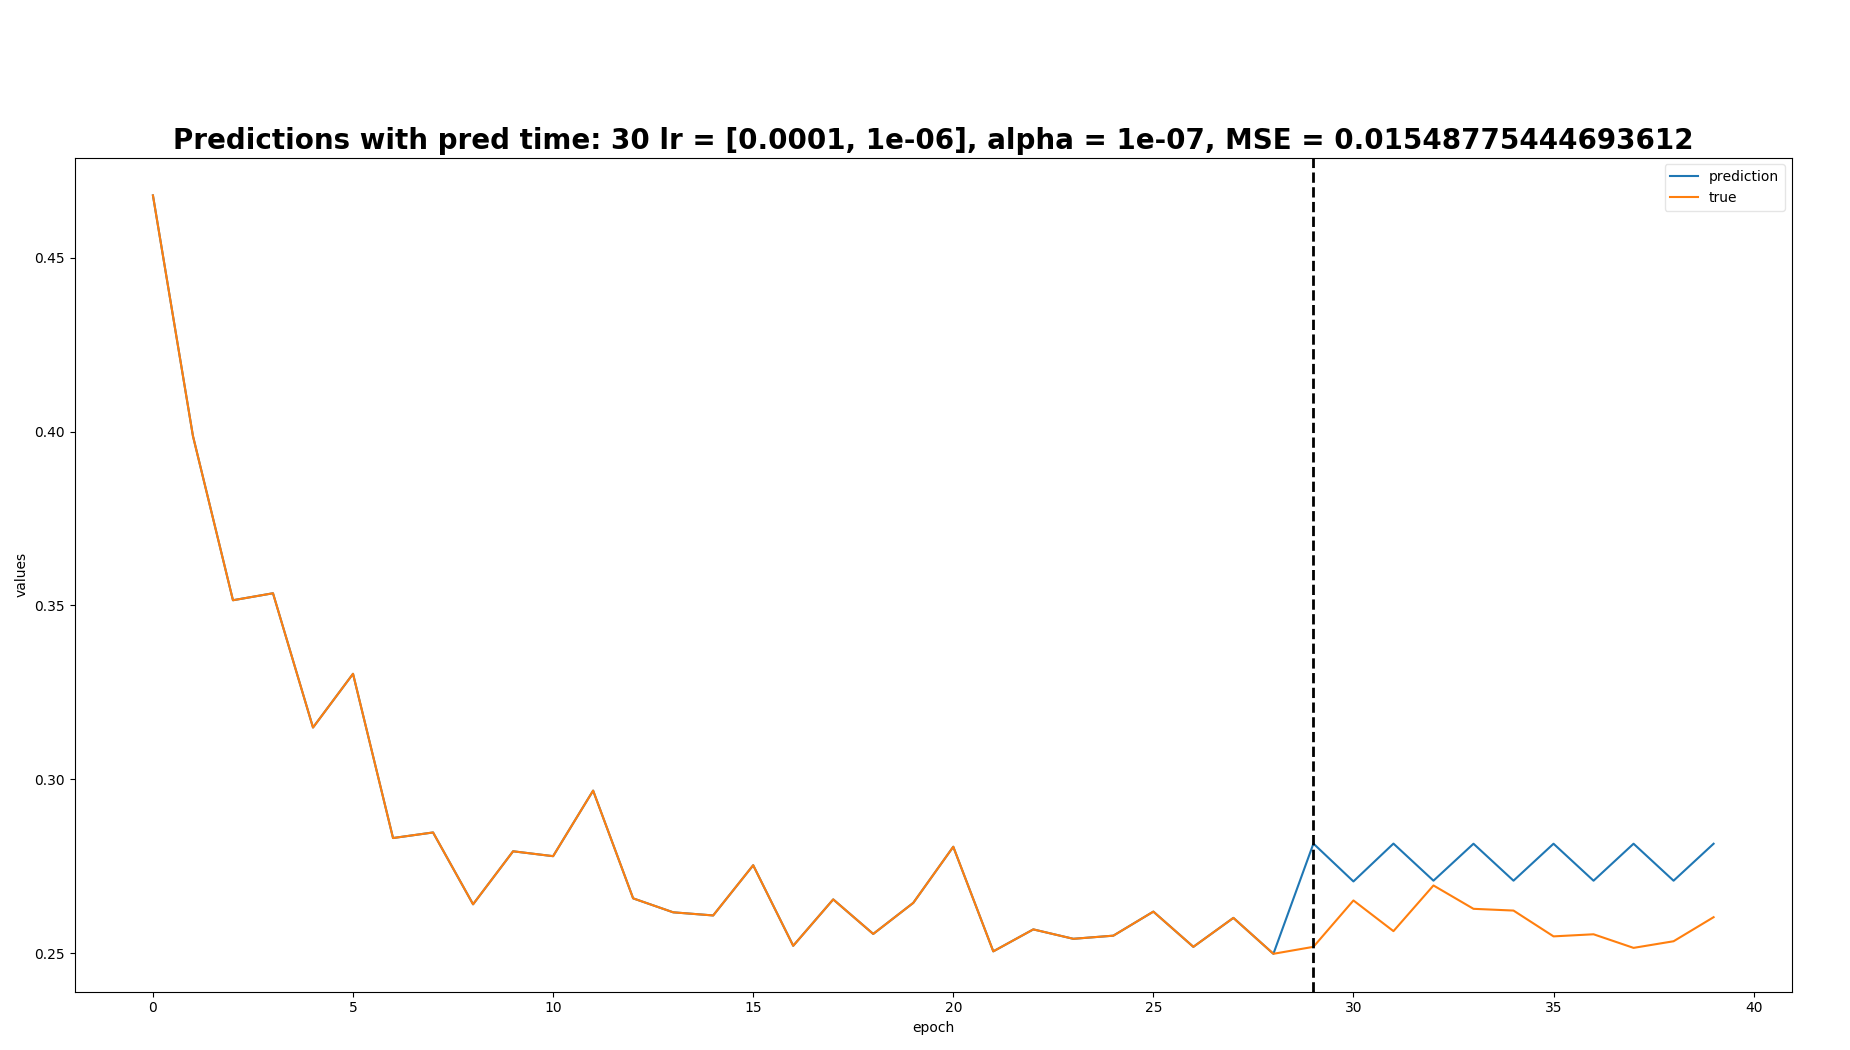 Predictions with pred time: 30 lr = [0.0001, 1e-06], alpha = 1e-07, MSE = 0.01548775444693612
prediction
true
0.45
0.40
0.35
0.30
0.25
values
0 5 10 15 20 25 30 35 40
epoch